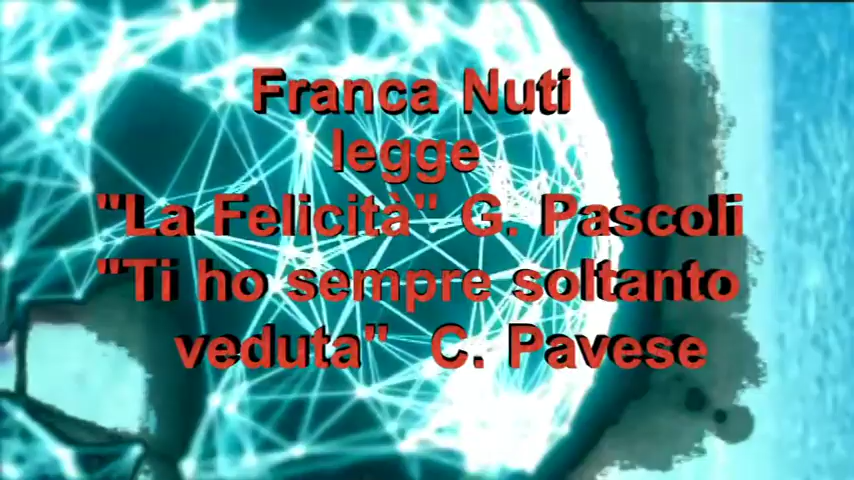 Franca Nuti
legge
"La Felicità" G. Pascoli
"Ti ho sempre soltanto
veduta" C. Pavese